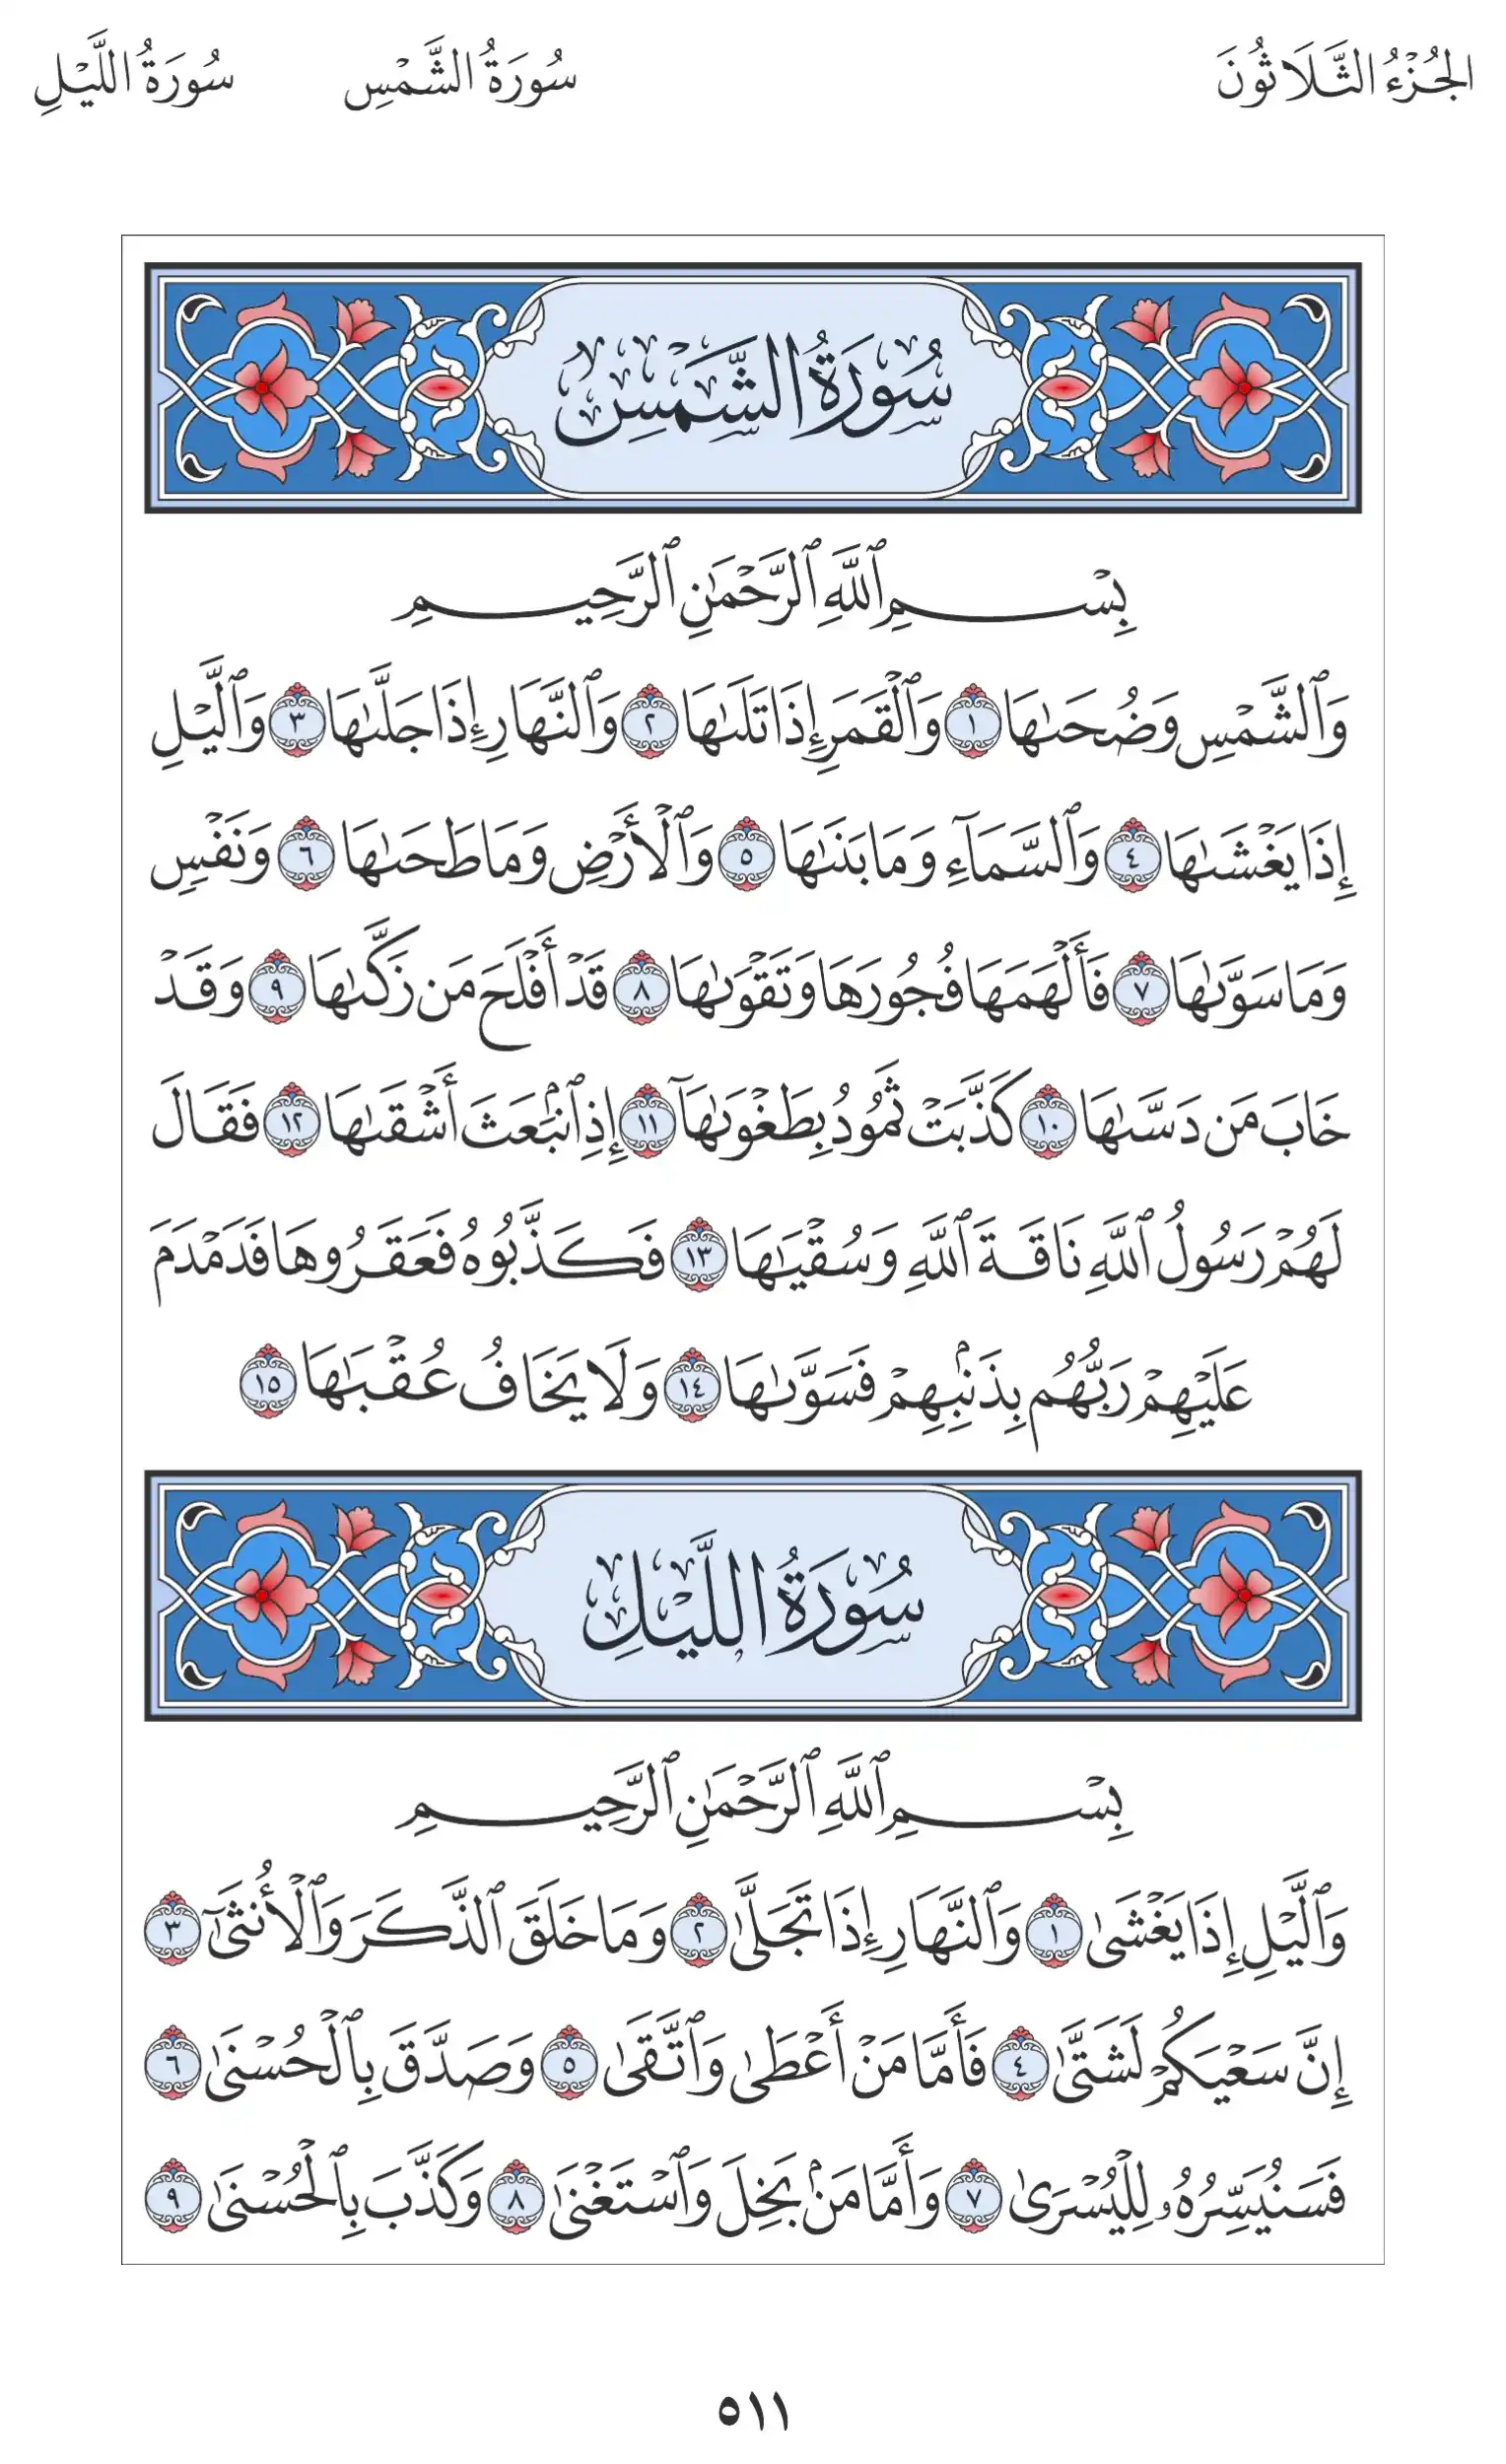 الجُزْءُ الثَّلَاثُونَ سُورَةُ الشَّمْسِ سُورَةُ اللَّيْلِ
سُورَةُ الشَّمْسِ
بِسْمِ ٱللَّهِ ٱلرَّحْمَٰنِ ٱلرَّحِيمِ
وَٱلشَّمْسِ وَضُحَىٰهَا ١ وَٱلْقَمَرِ إِذَا تَلَىٰهَا ٢ وَٱلنَّهَارِ إِذَا جَلَّىٰهَا ٣ وَٱلَّيْلِ
إِذَا يَغْشَىٰهَا ٤ وَٱلسَّمَآءِ وَمَا بَنَىٰهَا ٥ وَٱلْأَرْضِ وَمَا طَحَىٰهَا ٦ وَنَفْسٍ
وَمَا سَوَّىٰهَا ٧ فَأَلْهَمَهَا فُجُورَهَا وَتَقْوَىٰهَا ٨ قَدْ أَفْلَحَ مَن زَكَّىٰهَا ٩ وَقَدْ
خَابَ مَن دَسَّىٰهَا ١٠ كَذَّبَتْ ثَمُودُ بِطَغْوَىٰهَآ ١١ إِذِ ٱنۢبَعَثَ أَشْقَىٰهَا ١٢ فَقَالَ
لَهُمْ رَسُولُ ٱللَّهِ نَاقَةَ ٱللَّهِ وَسُقْيَٰهَا ١٣ فَكَذَّبُوهُ فَعَقَرُوهَا فَدَمْدَمَ
عَلَيْهِمْ رَبُّهُم بِذَنۢبِهِمْ فَسَوَّىٰهَا ١٤ وَلَا يَخَافُ عُقْبَٰهَا ١٥
سُورَةُ اللَّيْلِ
بِسْمِ ٱللَّهِ ٱلرَّحْمَٰنِ ٱلرَّحِيمِ
وَٱلَّيْلِ إِذَا يَغْشَىٰ ١ وَٱلنَّهَارِ إِذَا تَجَلَّىٰ ٢ وَمَا خَلَقَ ٱلذَّكَرَ وَٱلْأُنثَىٰٓ ٣
إِنَّ سَعْيَكُمْ لَشَتَّىٰ ٤ فَأَمَّا مَنْ أَعْطَىٰ وَٱتَّقَىٰ ٥ وَصَدَّقَ بِٱلْحُسْنَىٰ ٦
فَسَنُيَسِّرُهُۥ لِلْيُسْرَىٰ ٧ وَأَمَّا مَنۢ بَخِلَ وَٱسْتَغْنَىٰ ٨ وَكَذَّبَ بِٱلْحُسْنَىٰ ٩
٥١١